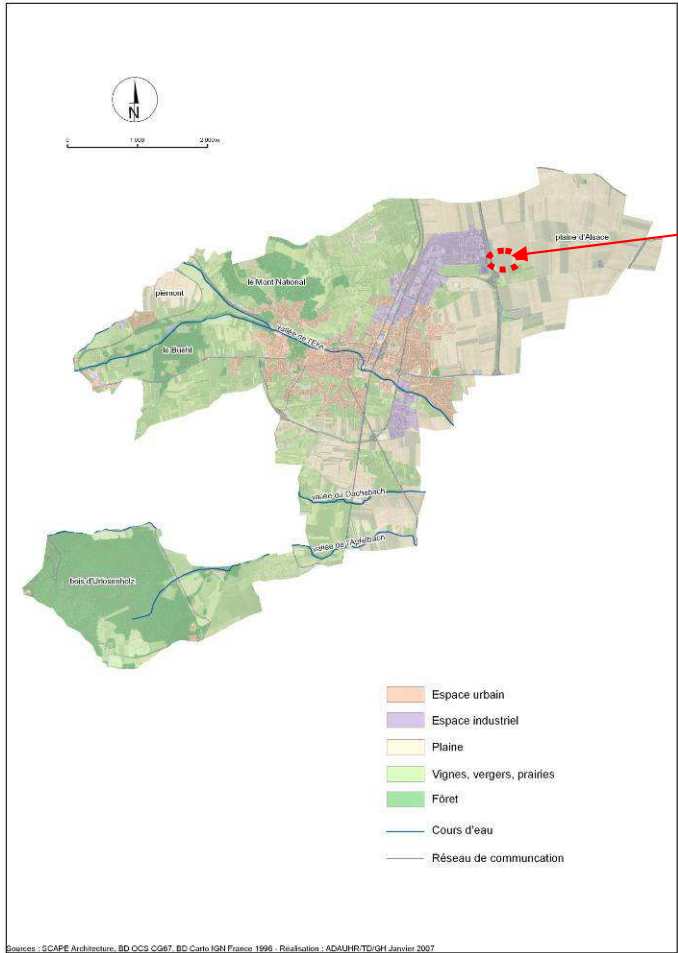 N
0 1 000 2 000m
plaine d'Alsace
le Mont National
piémont
vallée de l'Ehn
le Buehl
vallée du Dachsbach
vallée de l'Apfelbach
bois d'Urlosenholz
Espace urbain
Espace industriel
Plaine
Vignes, vergers, prairies
Fôret
Cours d'eau
Réseau de communcation
Sources : SCAPE Architecture, BD OCS CG67, BD Carto IGN France 1996 - Réalisation : ADAUHR/TD/GH Janvier 2007